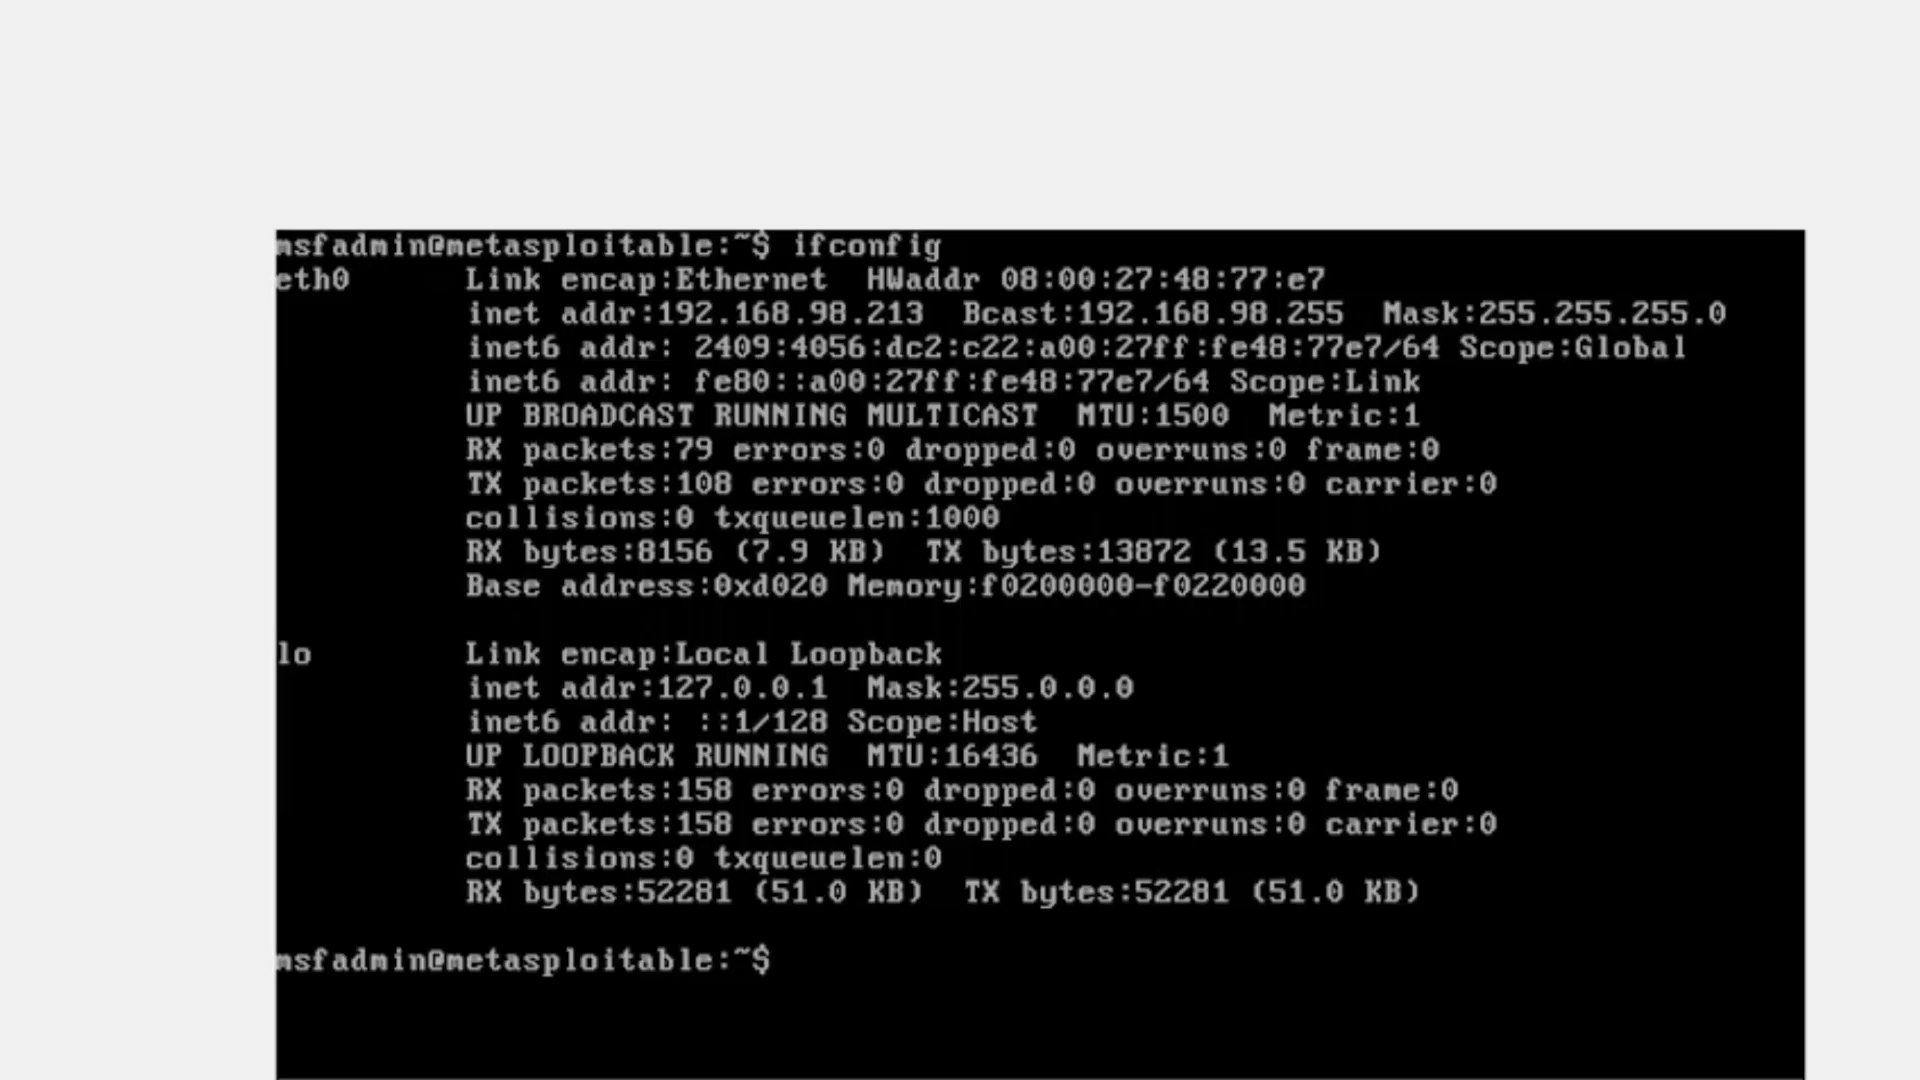 msfadmin@metasploitable:~$ ifconfig
eth0 Link encap:Ethernet HWaddr 08:00:27:48:77:e7
inet addr:192.168.98.213 Bcast:192.168.98.255 Mask:255.255.255.0
inet6 addr: 2409:4056:dc2:c22:a00:27ff:fe48:77e7/64 Scope:Global
inet6 addr: fe80::a00:27ff:fe48:77e7/64 Scope:Link
UP BROADCAST RUNNING MULTICAST MTU:1500 Metric:1
RX packets:79 errors:0 dropped:0 overruns:0 frame:0
TX packets:108 errors:0 dropped:0 overruns:0 carrier:0
collisions:0 txqueuelen:1000
RX bytes:8156 (7.9 KB) TX bytes:13872 (13.5 KB)
Base address:0xd020 Memory:f0200000-f0220000
lo Link encap:Local Loopback
inet addr:127.0.0.1 Mask:255.0.0.0
inet6 addr: ::1/128 Scope:Host
UP LOOPBACK RUNNING MTU:16436 Metric:1
RX packets:158 errors:0 dropped:0 overruns:0 frame:0
TX packets:158 errors:0 dropped:0 overruns:0 carrier:0
collisions:0 txqueuelen:0
RX bytes:52281 (51.0 KB) TX bytes:52281 (51.0 KB)
msfadmin@metasploitable:~$